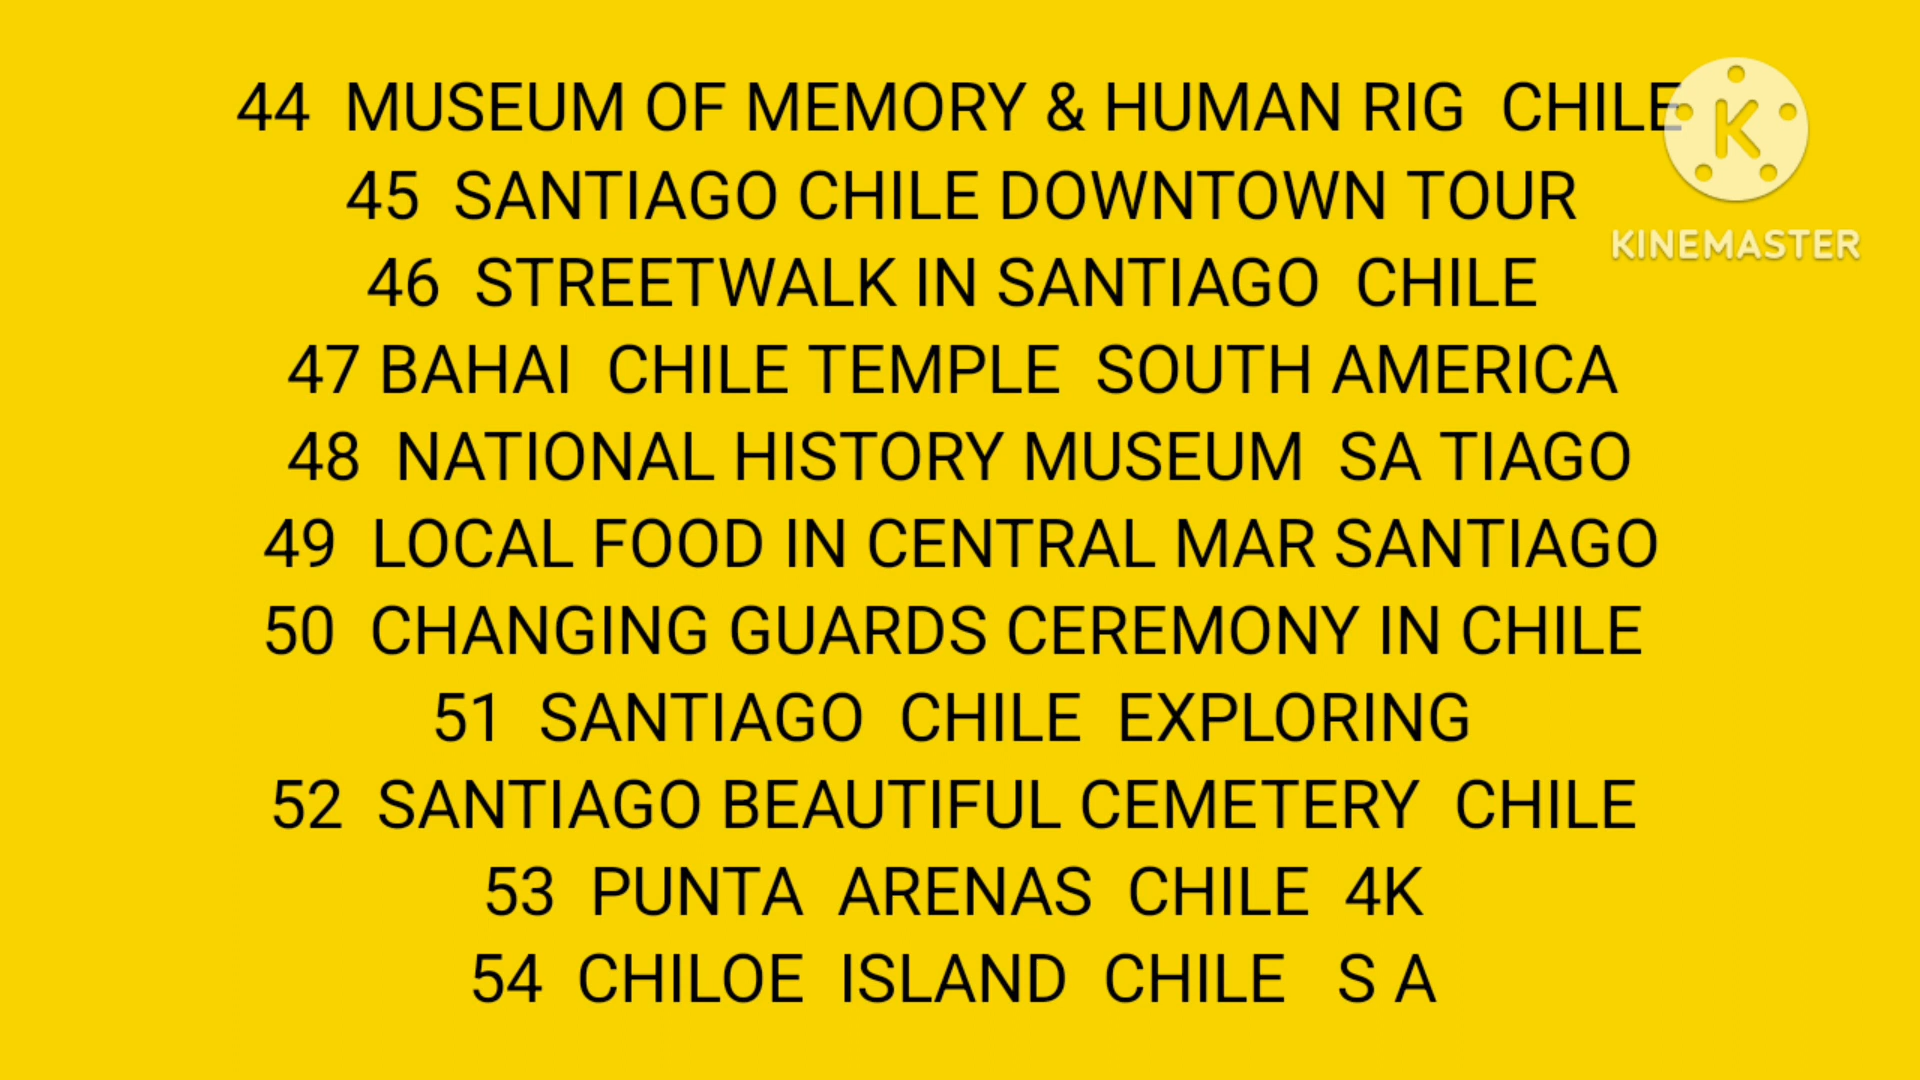 44 MUSEUM OF MEMORY & HUMAN RIG CHILE
45 SANTIAGO CHILE DOWNTOWN TOUR
46 STREETWALK IN SANTIAGO CHILE
47 BAHAI CHILE TEMPLE SOUTH AMERICA
48 NATIONAL HISTORY MUSEUM SA TIAGO
49 LOCAL FOOD IN CENTRAL MAR SANTIAGO
50 CHANGING GUARDS CEREMONY IN CHILE
51 SANTIAGO CHILE EXPLORING
52 SANTIAGO BEAUTIFUL CEMETERY CHILE
53 PUNTA ARENAS CHILE 4K
54 CHILOE ISLAND CHILE S A
K
KINEMASTER